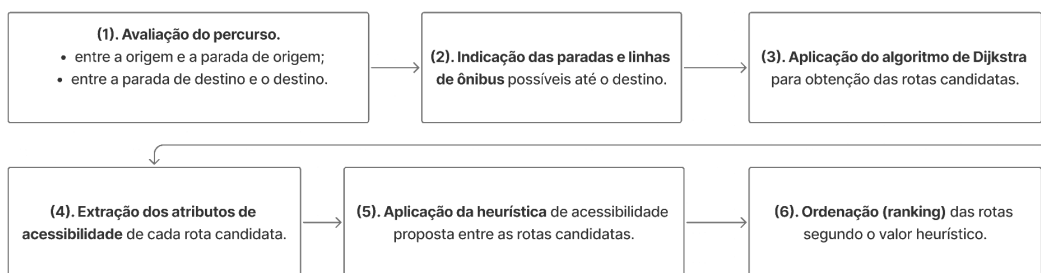 (1). Avaliação do percurso.
• entre a origem e a parada de origem;
• entre a parada de destino e o destino.
(2). Indicação das paradas e linhas
de ônibus possíveis até o destino.
(3). Aplicação do algoritmo de Dijkstra
para obtenção das rotas candidatas.
(4). Extração dos atributos de
acessibilidade de cada rota candidata.
(5). Aplicação da heurística de acessibilidade
proposta entre as rotas candidatas.
(6). Ordenação (ranking) das rotas
segundo o valor heurístico.